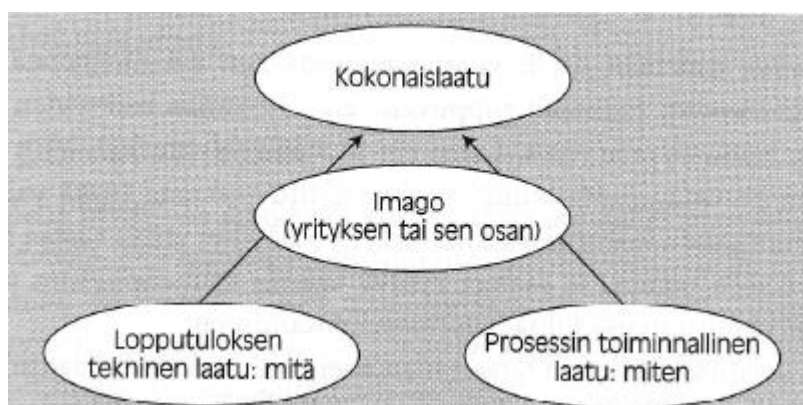 Kokonaislaatu
Imago
(yrityksen tai sen osan)
Lopputuloksen
tekninen laatu: mitä
Prosessin toiminnallinen
laatu: miten